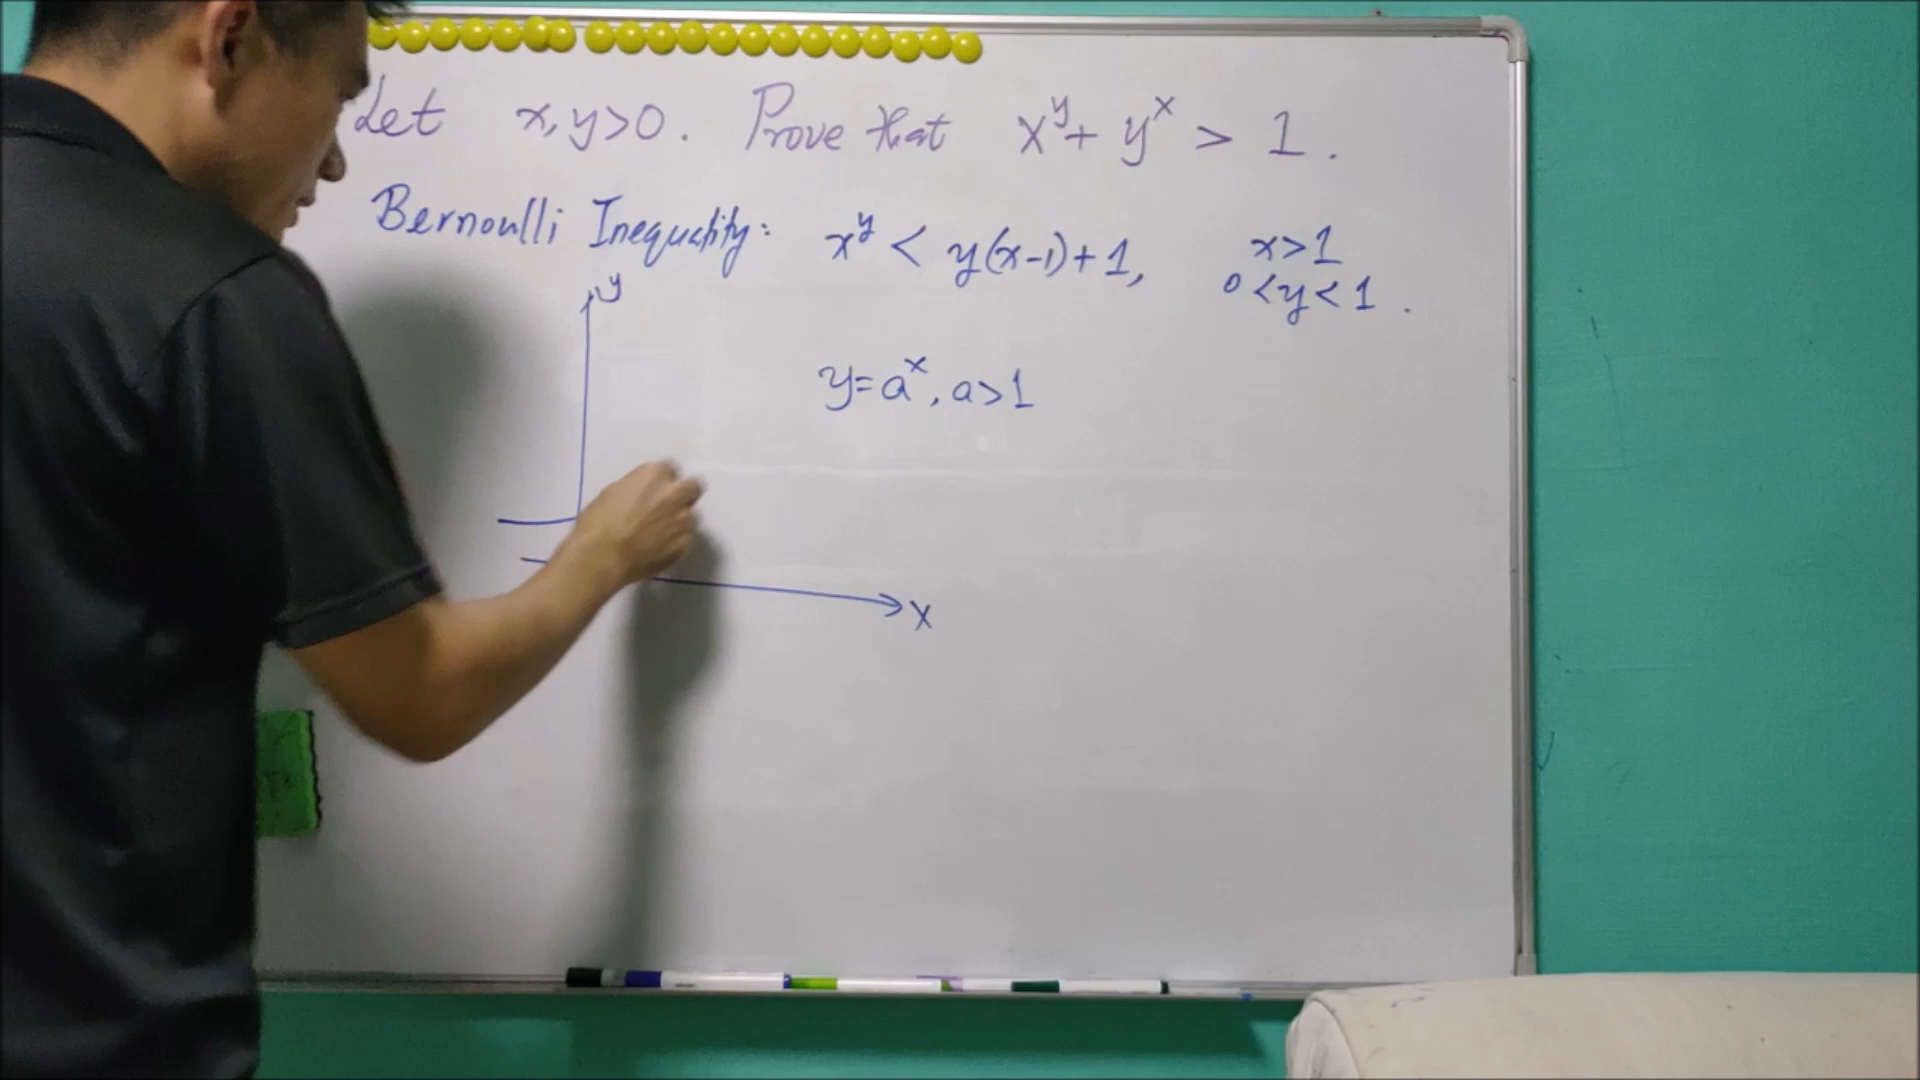 Let x, y>0. Prove that x^y + y^x > 1.
Bernoulli Inequality: x^y < y(x-1)+1, x>1
0<y<1.
y
y=a^x, a>1
x